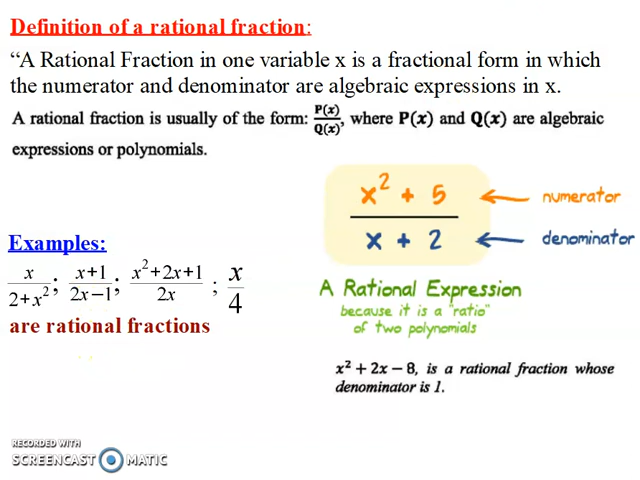 Definition of a rational fraction:
“A Rational Fraction in one variable x is a fractional form in which
the numerator and denominator are algebraic expressions in x.
A rational fraction is usually of the form: P(x)/Q(x), where P(x) and Q(x) are algebraic
expressions or polynomials.
x² + 5 ← numerator
x + 2 ← denominator
A Rational Expression
because it is a "ratio"
of two polynomials
Examples:
x/(2+x²); (x+1)/(2x−1); (x²+2x+1)/(2x) ; x/4
are rational fractions
x² + 2x − 8, is a rational fraction whose
denominator is 1.
RECORDED WITH
SCREENCAST MATIC